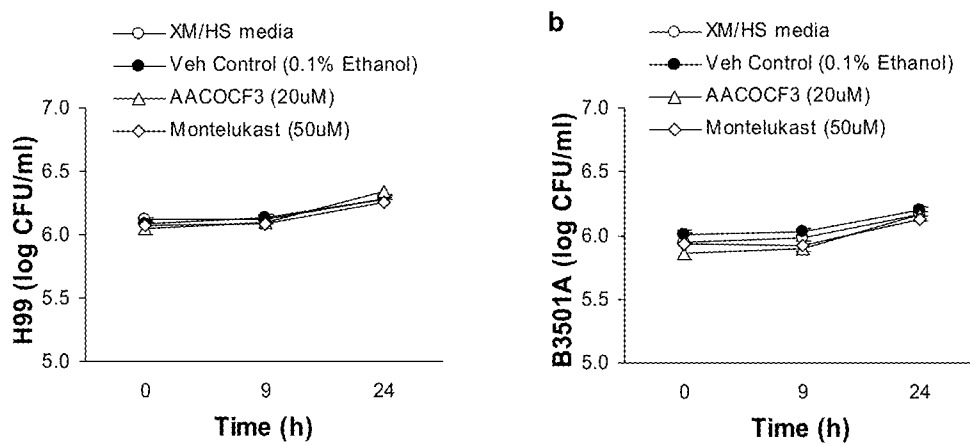 XM/HS media
Veh Control (0.1% Ethanol)
AACOCF3 (20uM)
Montelukast (50uM)
H99 (log CFU/ml)
7.0
6.5
6.0
5.5
5.0
0
9
24
Time (h)
b
XM/HS media
Veh Control (0.1% Ethanol)
AACOCF3 (20uM)
Montelukast (50uM)
B3501A (log CFU/ml)
7.0
6.5
6.0
5.5
5.0
0
9
24
Time (h)